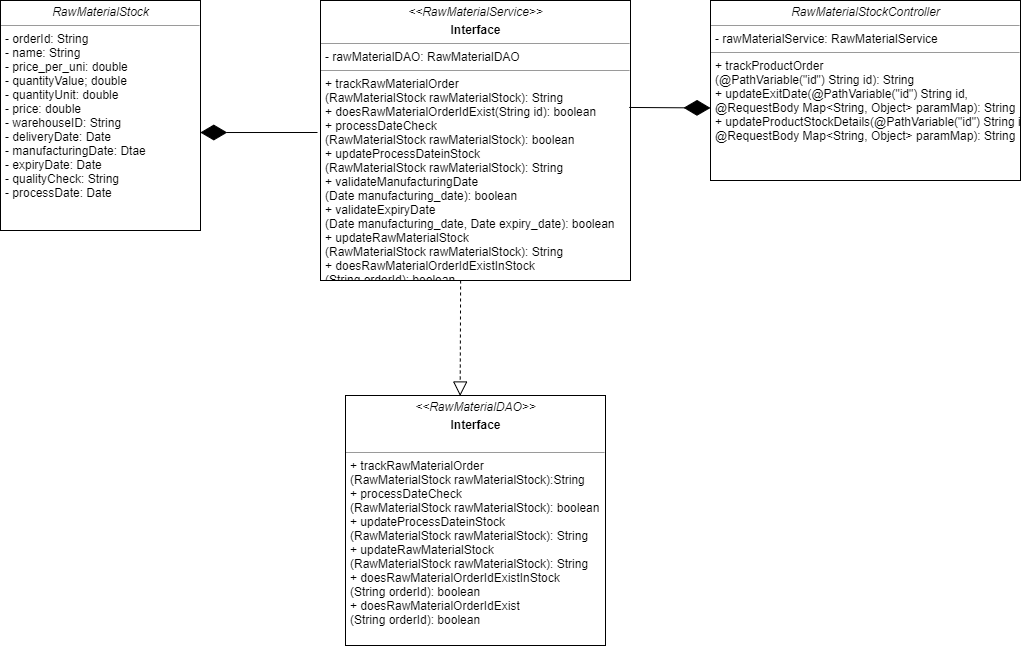 RawMaterialStock
- orderId: String
- name: String
- price_per_uni: double
- quantityValue; double
- quantityUnit: double
- price: double
- warehouseID: String
- deliveryDate: Date
- manufacturingDate: Dtae
- expiryDate: Date
- qualityCheck: String
- processDate: Date
<<RawMaterialService>>
Interface
- rawMaterialDAO: RawMaterialDAO
+ trackRawMaterialOrder
(RawMaterialStock rawMaterialStock): String
+ doesRawMaterialOrderIdExist(String id): boolean
+ processDateCheck
(RawMaterialStock rawMaterialStock): boolean
+ updateProcessDateinStock
(RawMaterialStock rawMaterialStock): String
+ validateManufacturingDate
(Date manufacturing_date): boolean
+ validateExpiryDate
(Date manufacturing_date, Date expiry_date): boolean
+ updateRawMaterialStock
(RawMaterialStock rawMaterialStock): String
+ doesRawMaterialOrderIdExistInStock
(String orderId): boolean
RawMaterialStockController
- rawMaterialService: RawMaterialService
+ trackProductOrder
(@PathVariable("id") String id): String
+ updateExitDate(@PathVariable("id") String id,
@RequestBody Map<String, Object> paramMap): String
+ updateProductStockDetails(@PathVariable("id") String i
@RequestBody Map<String, Object> paramMap): String
<<RawMaterialDAO>>
Interface
+ trackRawMaterialOrder
(RawMaterialStock rawMaterialStock):String
+ processDateCheck
(RawMaterialStock rawMaterialStock): boolean
+ updateProcessDateinStock
(RawMaterialStock rawMaterialStock): String
+ updateRawMaterialStock
(RawMaterialStock rawMaterialStock): String
+ doesRawMaterialOrderIdExistInStock
(String orderId): boolean
+ doesRawMaterialOrderIdExist
(String orderId): boolean